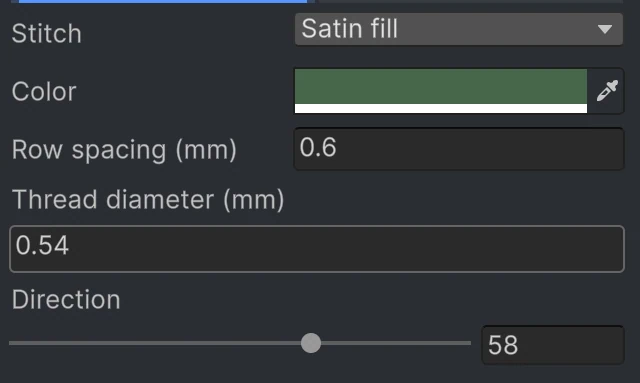 Stitch Satin fill
Color
Row spacing (mm) 0.6
Thread diameter (mm)
0.54
Direction
58